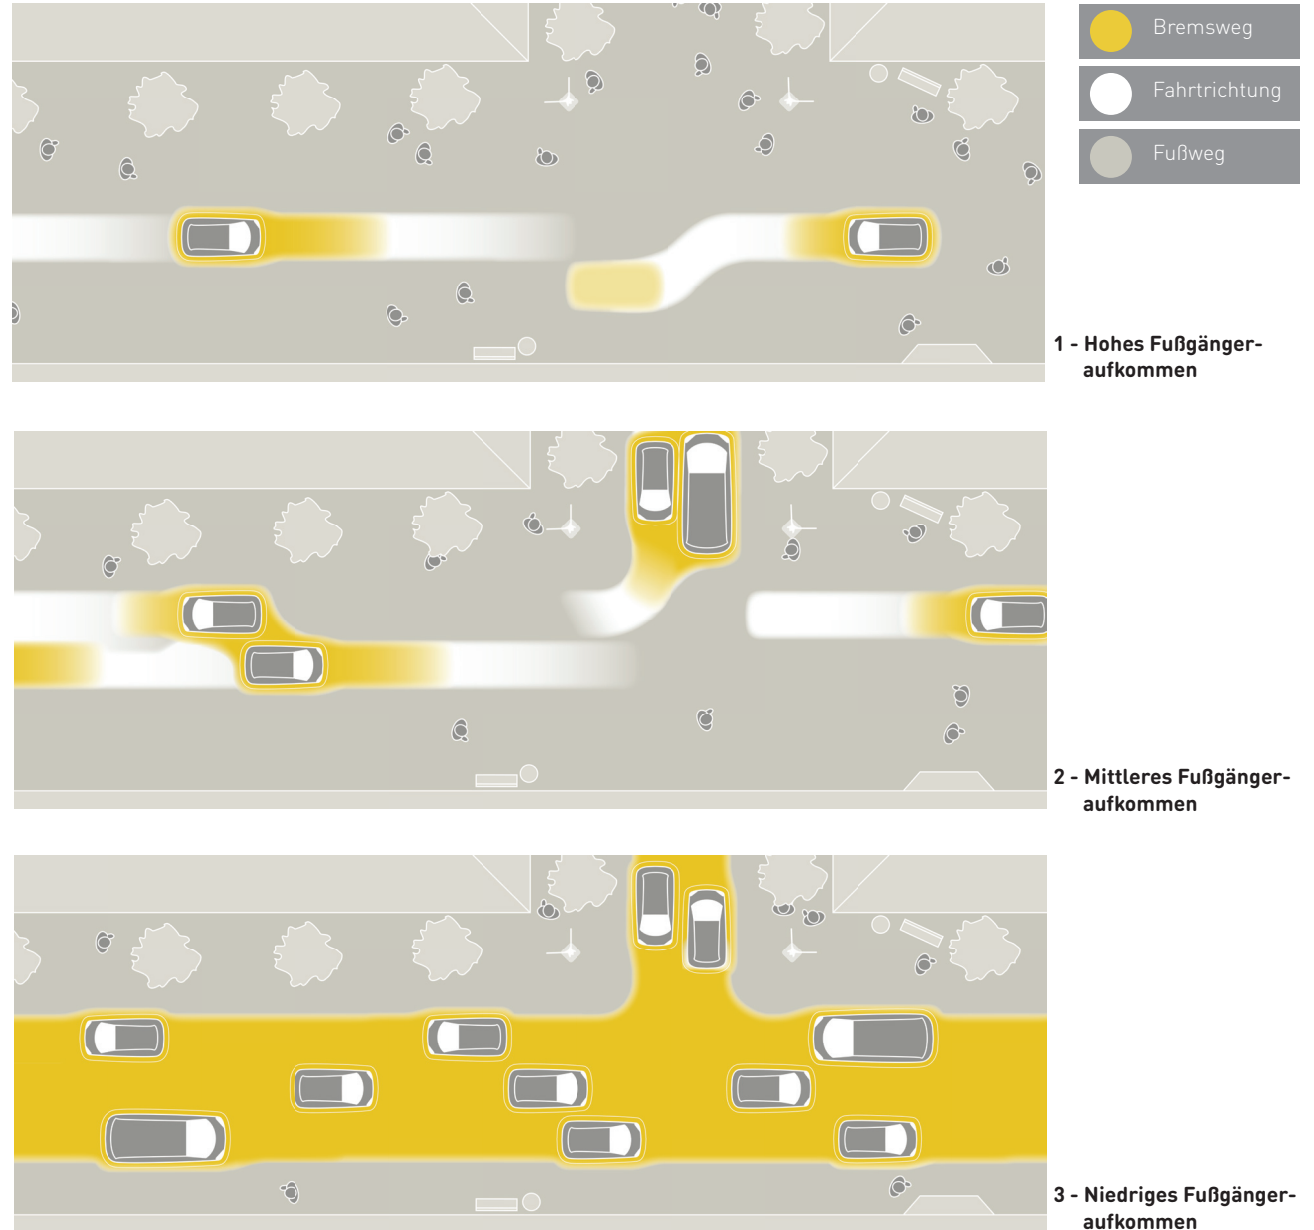 Bremsweg
Fahrtrichtung
Fußweg
1 - Hohes Fußgänger-
aufkommen
2 - Mittleres Fußgänger-
aufkommen
3 - Niedriges Fußgänger-
aufkommen